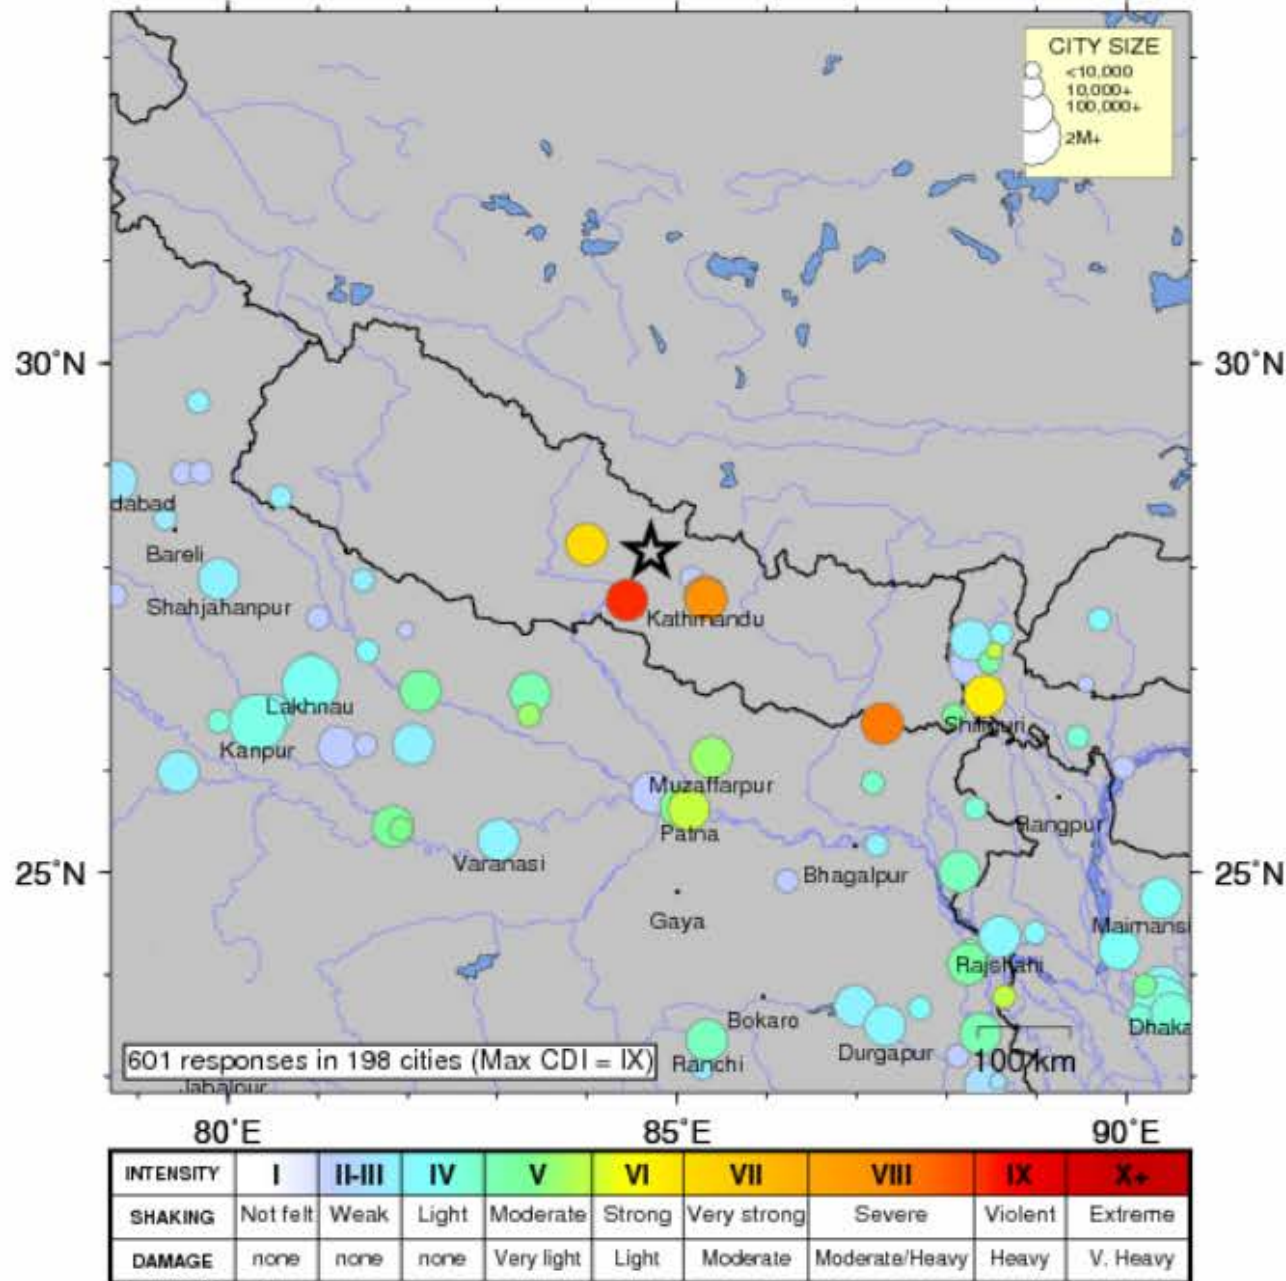 CITY SIZE
<10,000
10,000+
100,000+
2M+
30°N
30°N
dabad
Bareli
Shahjahanpur
Kathmandu
Lakhnau
Shiliguri
Kanpur
Muzaffarpur
Rangpur
Patna
Varanasi
25°N
Bhagalpur
25°N
Gaya
Maimansi
Rajshahi
Bokaro
Dhaka
Durgapur
100 km
601 responses in 198 cities (Max CDI = IX)
Ranchi
Jabalpur
80°E
85°E
90°E
INTENSITY I II-III IV V VI VII VIII IX X+
SHAKING Not felt Weak Light Moderate Strong Very strong Severe Violent Extreme
DAMAGE none none none Very light Light Moderate Moderate/Heavy Heavy V. Heavy